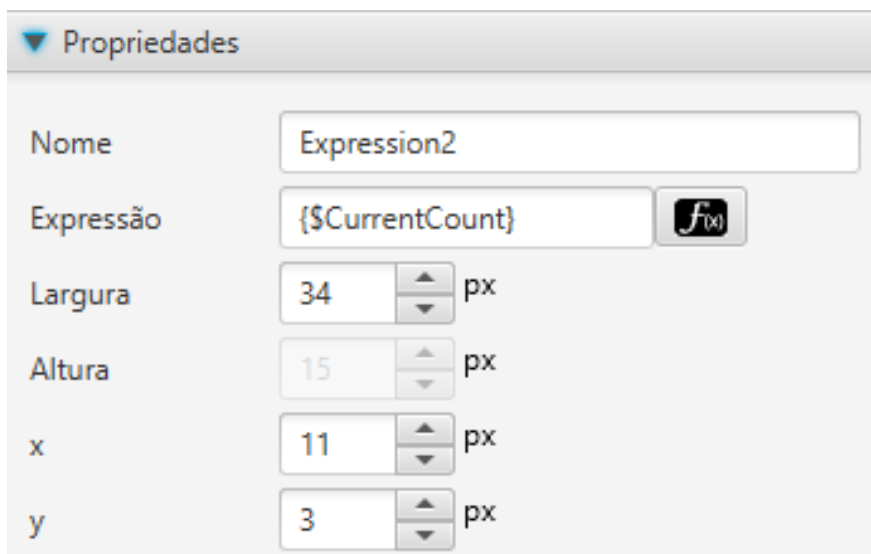 Propriedades
Nome Expression2
Expressão {$CurrentCount} f(x)
Largura 34 px
Altura 15 px
x 11 px
y 3 px